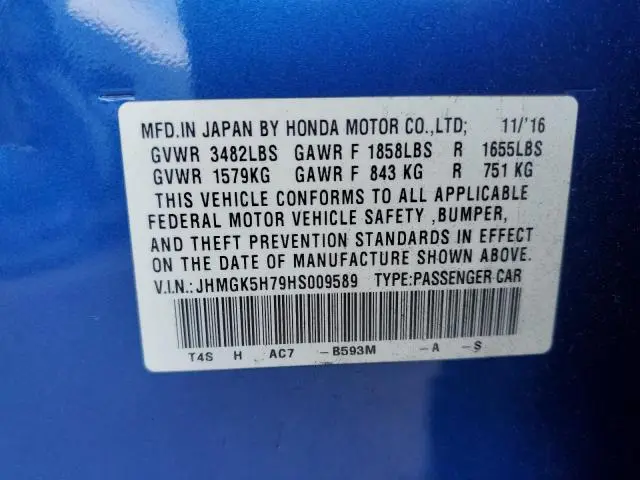 MFD.IN JAPAN BY HONDA MOTOR CO.,LTD; 11/'16
GVWR 3482LBS GAWR F 1858LBS R 1655LBS
GVWR 1579KG GAWR F 843 KG R 751 KG
THIS VEHICLE CONFORMS TO ALL APPLICABLE
FEDERAL MOTOR VEHICLE SAFETY ,BUMPER,
AND THEFT PREVENTION STANDARDS IN EFFECT
ON THE DATE OF MANUFACTURE SHOWN ABOVE.
V.I.N.:JHMGK5H79HS009589 TYPE:PASSENGER CAR
T4S H AC7 -B593M -A -S